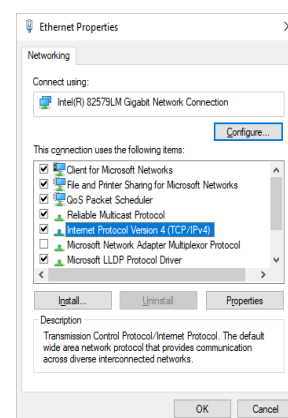 Ethernet Properties
Networking
Connect using:
Intel(R) 82579LM Gigabit Network Connection
Configure...
This connection uses the following items:
Client for Microsoft Networks
File and Printer Sharing for Microsoft Networks
QoS Packet Scheduler
Reliable Multicast Protocol
Internet Protocol Version 4 (TCP/IPv4)
Microsoft Network Adapter Multiplexor Protocol
Microsoft LLDP Protocol Driver
Install...
Uninstall
Properties
Description
Transmission Control Protocol/Internet Protocol. The default
wide area network protocol that provides communication
across diverse interconnected networks.
OK
Cancel